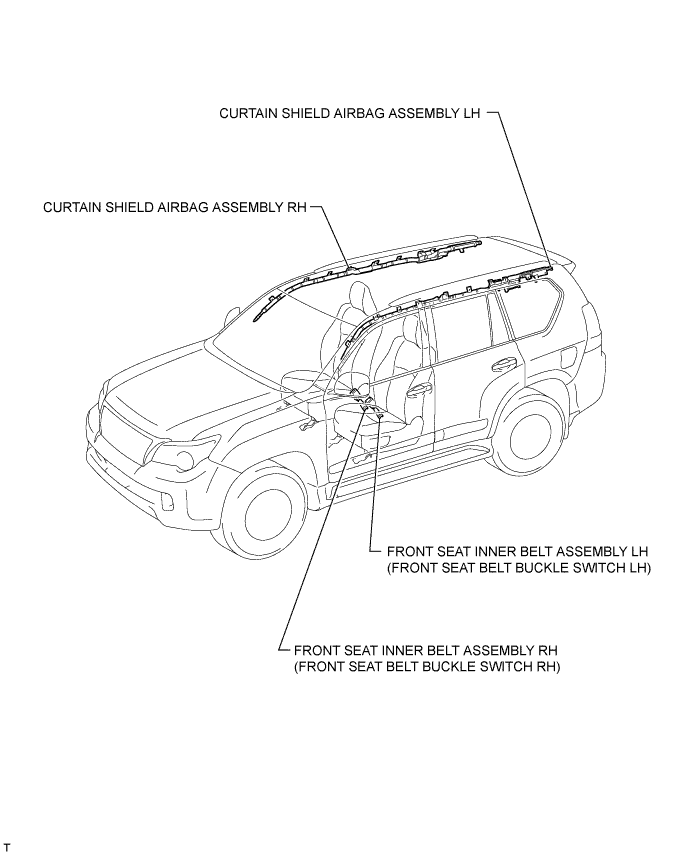 CURTAIN SHIELD AIRBAG ASSEMBLY LH
CURTAIN SHIELD AIRBAG ASSEMBLY RH
FRONT SEAT INNER BELT ASSEMBLY LH
(FRONT SEAT BELT BUCKLE SWITCH LH)
FRONT SEAT INNER BELT ASSEMBLY RH
(FRONT SEAT BELT BUCKLE SWITCH RH)
T